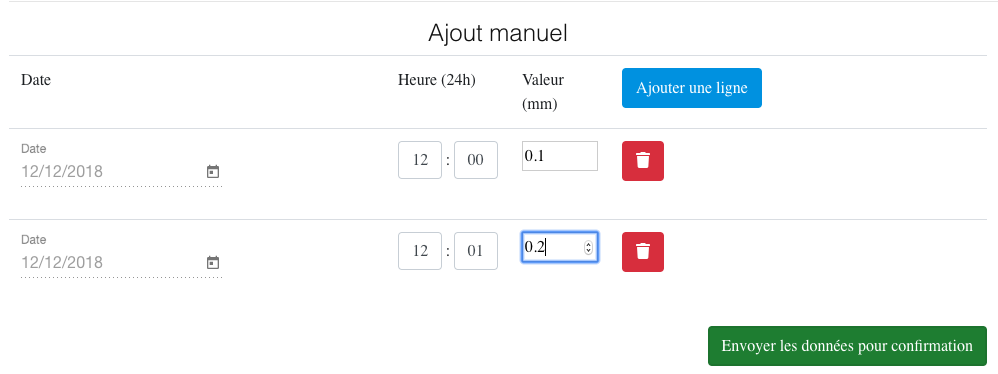 Ajout manuel
Date Heure (24h) Valeur (mm) Ajouter une ligne
Date
12/12/2018 12 : 00 0.1
Date
12/12/2018 12 : 01 0.2
Envoyer les données pour confirmation